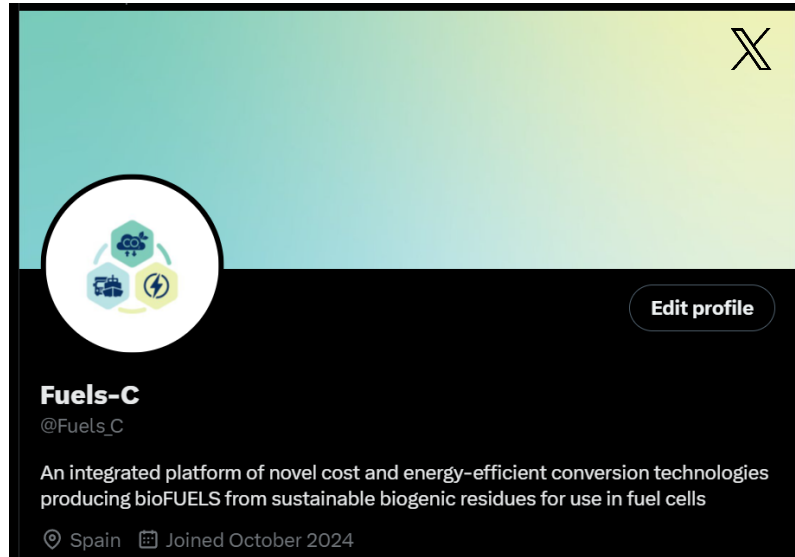 X
CO
Edit profile
Fuels-C
@Fuels_C
An integrated platform of novel cost and energy-efficient conversion technologies
producing bioFUELS from sustainable biogenic residues for use in fuel cells
Spain Joined October 2024